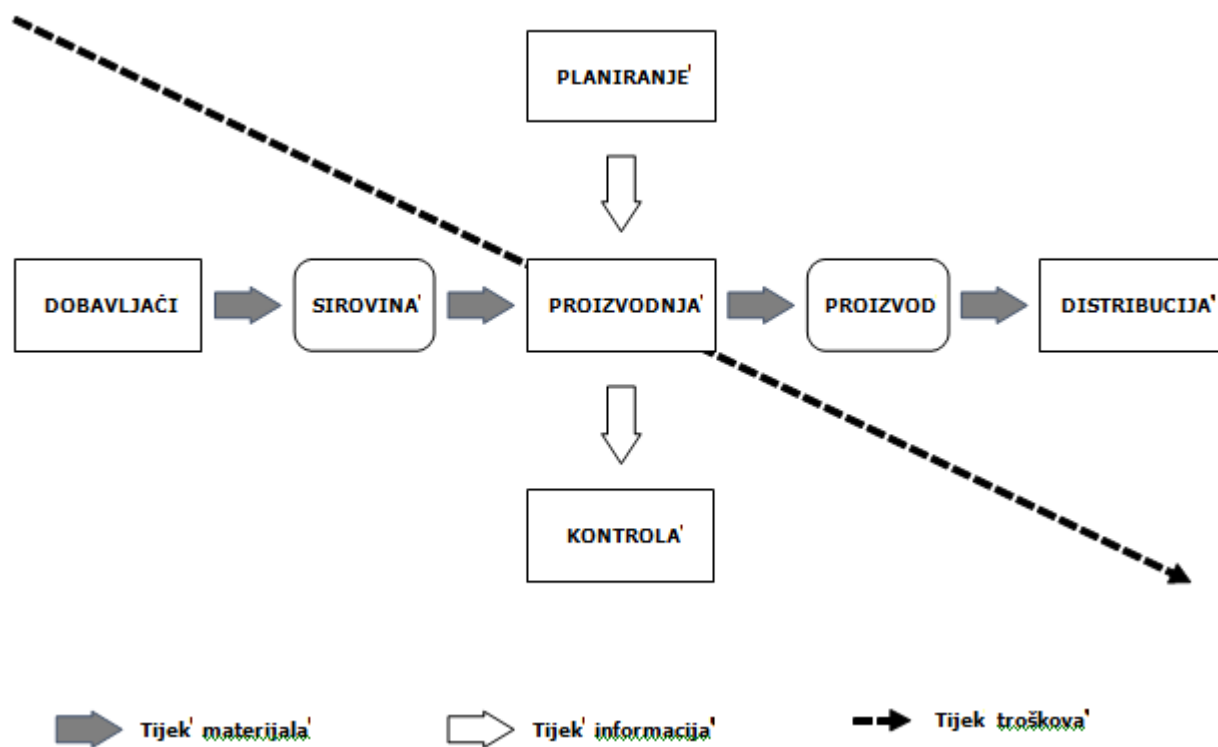 PLANIRANJE'
DOBAVLJAČI
SIROVINA'
PROIZVODNJA'
PROIZVOD
DISTRIBUCIJA'
KONTROLA'
Tijek' materijala'
Tijek' informacija'
Tijek troškova'